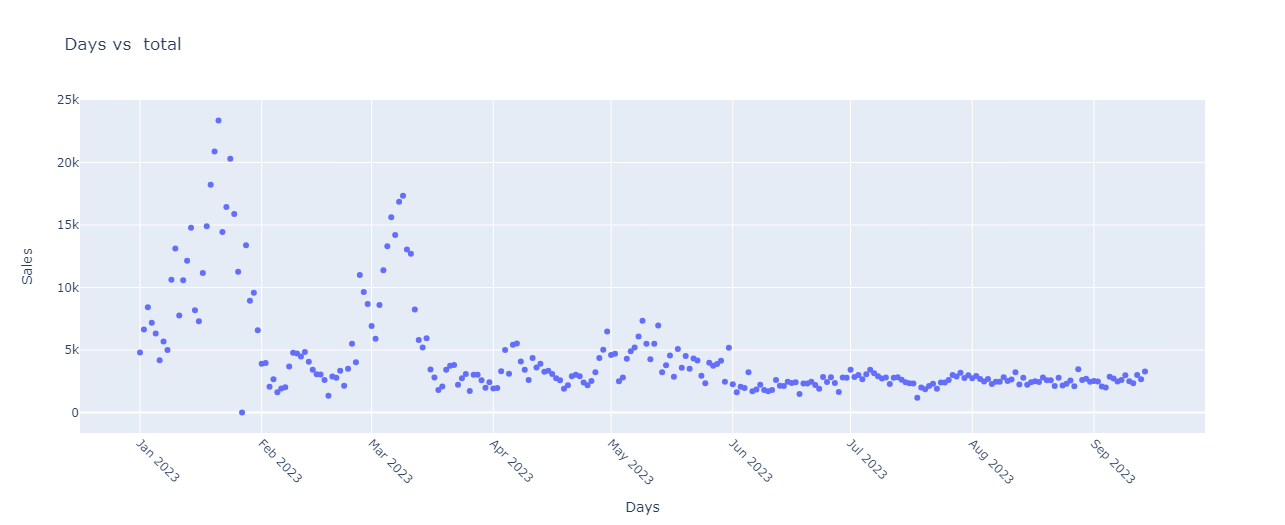 Days vs  total
25k
20k
15k
10k
5k
0
Sales
Jan 2023
Feb 2023
Mar 2023
Apr 2023
May 2023
Jun 2023
Jul 2023
Aug 2023
Sep 2023
Days